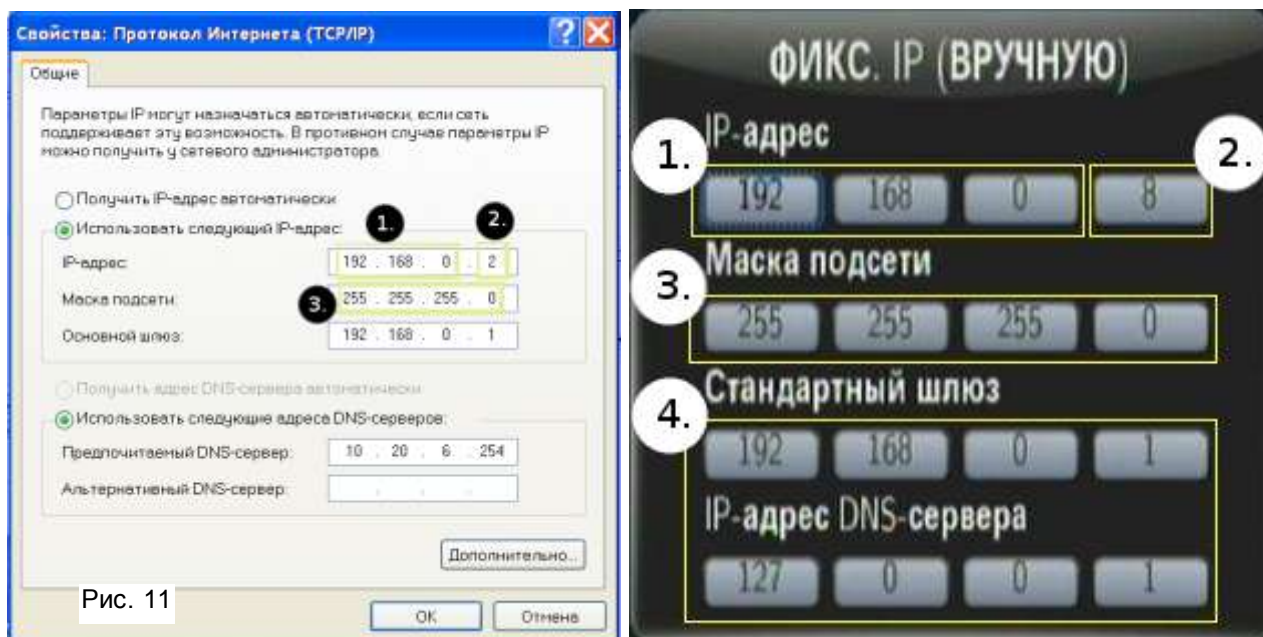 Свойства: Протокол Интернета (TCP/IP)
Общие
Параметры IP могут назначаться автоматически, если сеть
поддерживает эту возможность. В противном случае параметры IP
можно получить у сетевого администратора.
Получить IP-адрес автоматически
Использовать следующий IP-адрес:
1.
2.
IP-адрес:
192 . 168 . 0 . 2
Маска подсети:
3.
255 . 255 . 255 . 0
Основной шлюз:
192 . 168 . 0 . 1
Получить адрес DNS-сервера автоматически
Использовать следующие адреса DNS-серверов:
Предпочитаемый DNS-сервер:
10 . 20 . 6 . 254
Альтернативный DNS-сервер:
. . .
Дополнительно...
Рис. 11
OK
Отмена
ФИКС. IP (ВРУЧНУЮ)
IP-адрес
1.
2.
192 168 0 8
Маска подсети
3.
255 255 255 0
Стандартный шлюз
4.
192 168 0 1
IP-адрес DNS-сервера
127 0 0 1